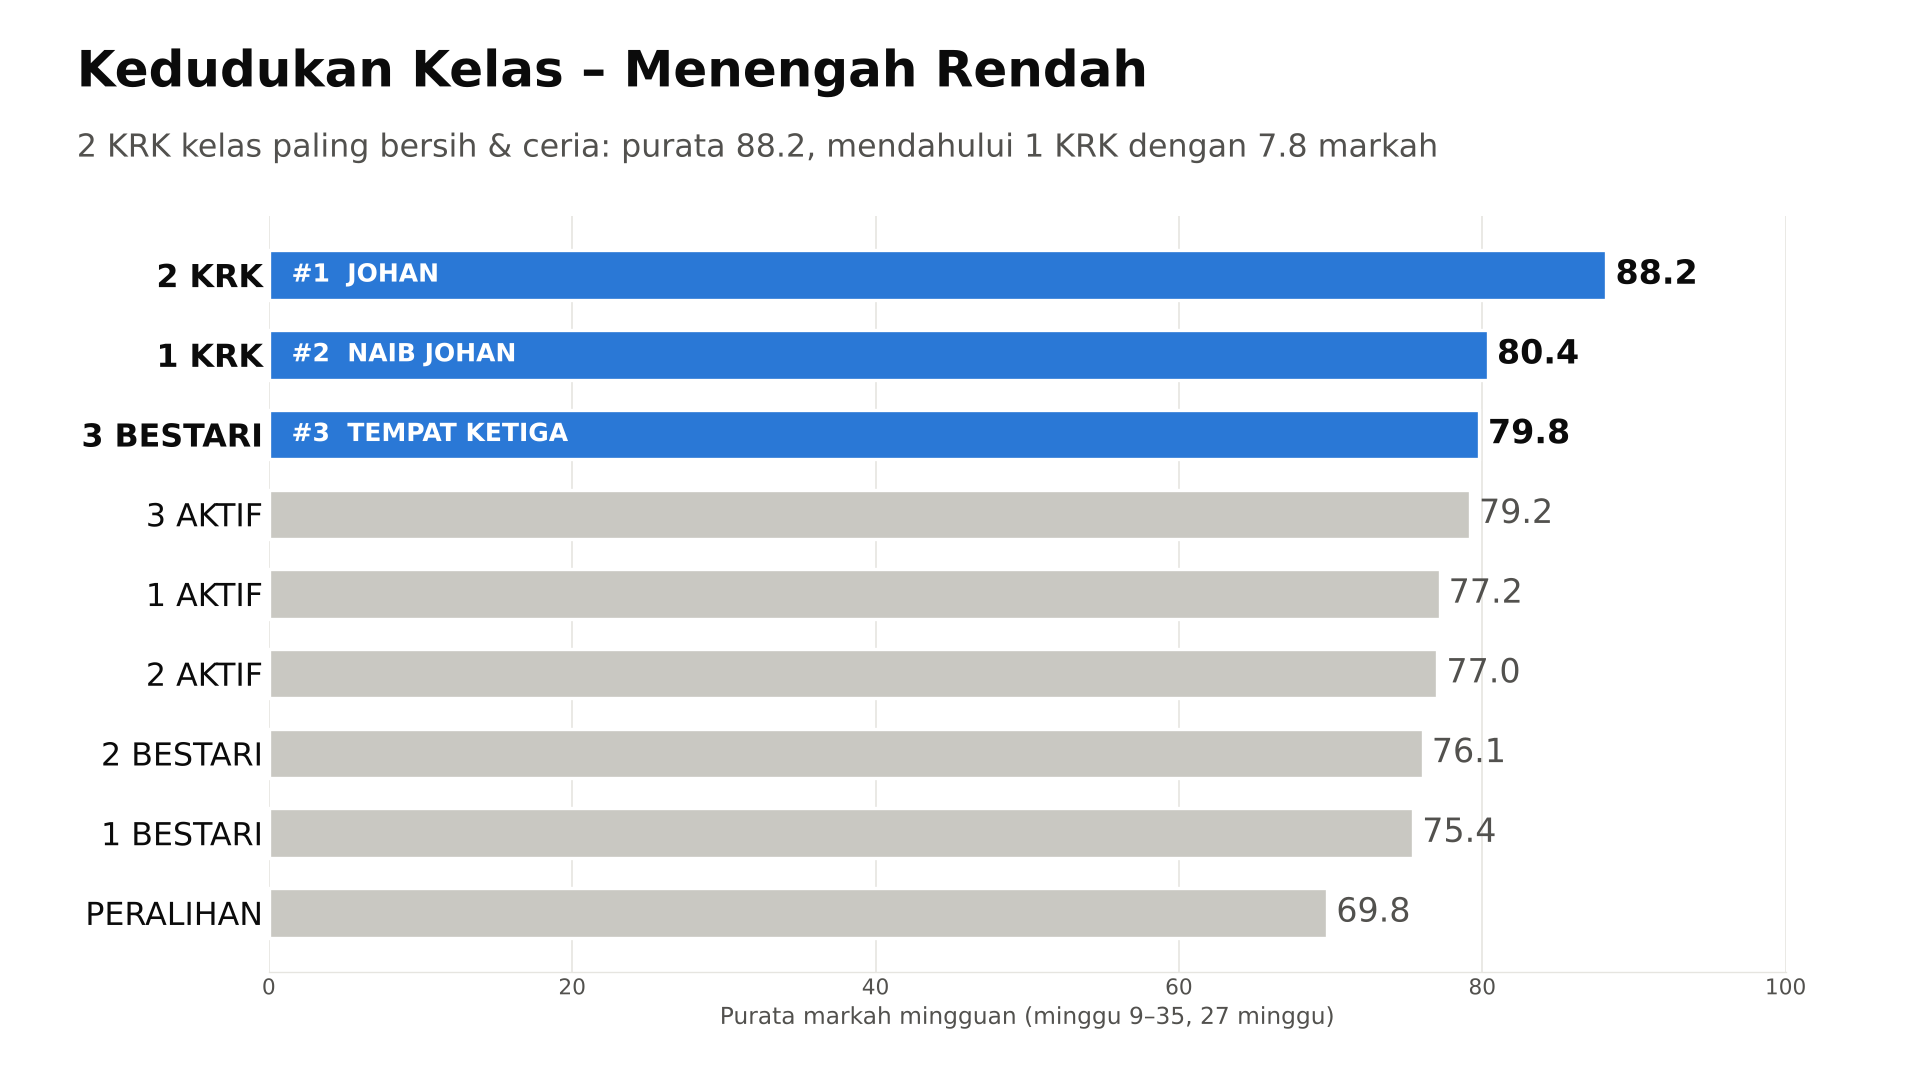 Kedudukan Kelas – Menengah Rendah
2 KRK kelas paling bersih & ceria: purata 88.2, mendahului 1 KRK dengan 7.8 markah
2 KRK #1 JOHAN 88.2
1 KRK #2 NAIB JOHAN 80.4
3 BESTARI #3 TEMPAT KETIGA 79.8
3 AKTIF 79.2
1 AKTIF 77.2
2 AKTIF 77.0
2 BESTARI 76.1
1 BESTARI 75.4
PERALIHAN 69.8
0 20 40 60 80 100
Purata markah mingguan (minggu 9–35, 27 minggu)